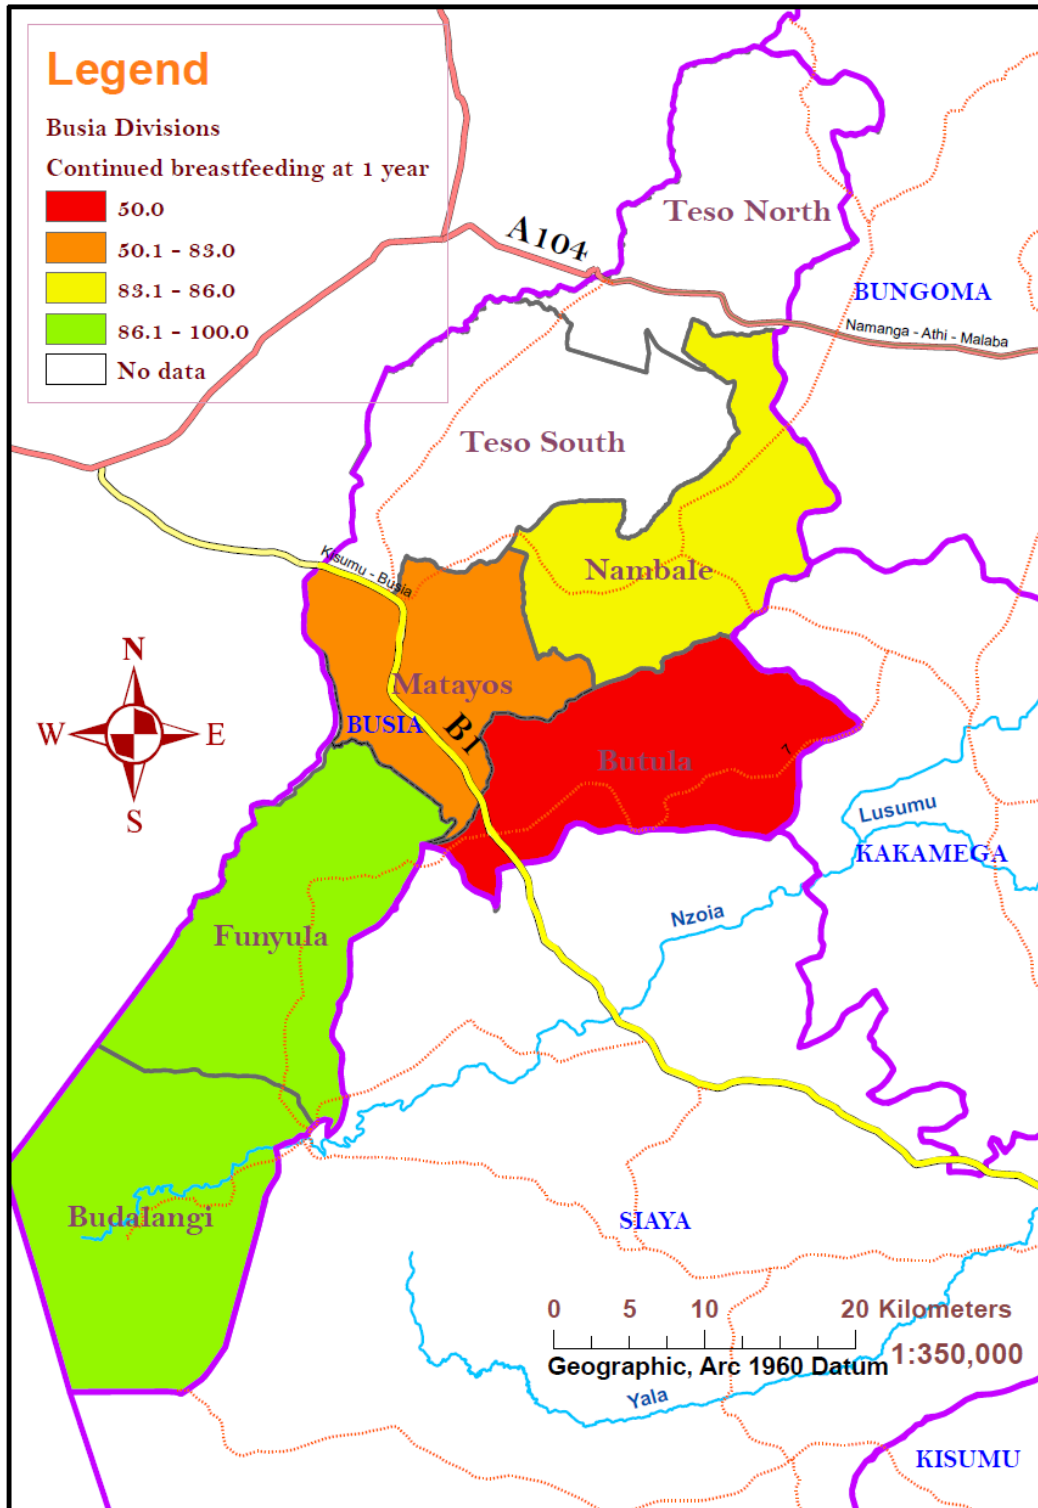 Legend
Busia Divisions
Continued breastfeeding at 1 year
50.0
50.1 - 83.0
83.1 - 86.0
86.1 - 100.0
No data
Teso North
A104
BUNGOMA
Namanga - Athi - Malaba
Teso South
Kisumu - Busia
Nambale
N
W
E
S
Matayos
BUSIA
B1
Butula
Lusumu
KAKAMEGA
Nzoia
Funyula
Budalangi
SIAYA
0 5 10 20 Kilometers
1:350,000
Geographic, Arc 1960 Datum
Yala
KISUMU